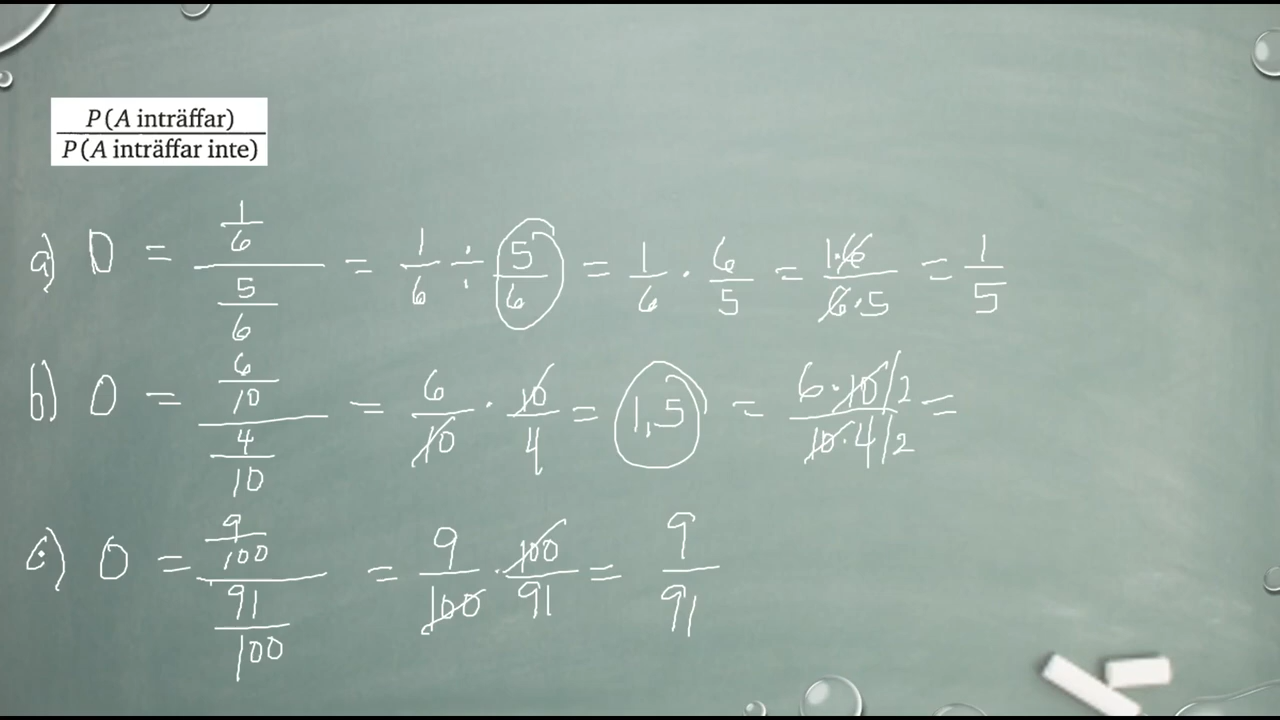 P(A inträffar)
P(A inträffar inte)
a) O = 1/6 / 5/6 = 1/6 ÷ 5/6 = 1/6 · 6/5 = 1·6/6·5 = 1/5
b) O = 6/10 / 4/10 = 6/10 · 10/4 = 1,5 = 6·10/2 / 10·4/2 =
c) O = 9/100 / 91/100 = 9/100 · 100/91 = 9/91